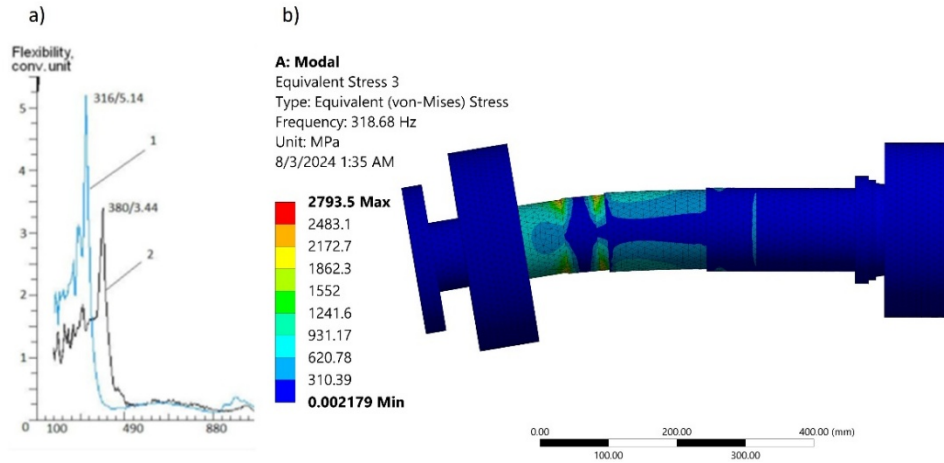 a)
Flexibility,
conv.unit
5
4
3
2
1
0
100
490
880
316/5.14
1
380/3.44
2
b)
A: Modal
Equivalent Stress 3
Type: Equivalent (von-Mises) Stress
Frequency: 318.68 Hz
Unit: MPa
8/3/2024 1:35 AM
2793.5 Max
2483.1
2172.7
1862.3
1552
1241.6
931.17
620.78
310.39
0.002179 Min
0.00 200.00 400.00 (mm)
100.00 300.00